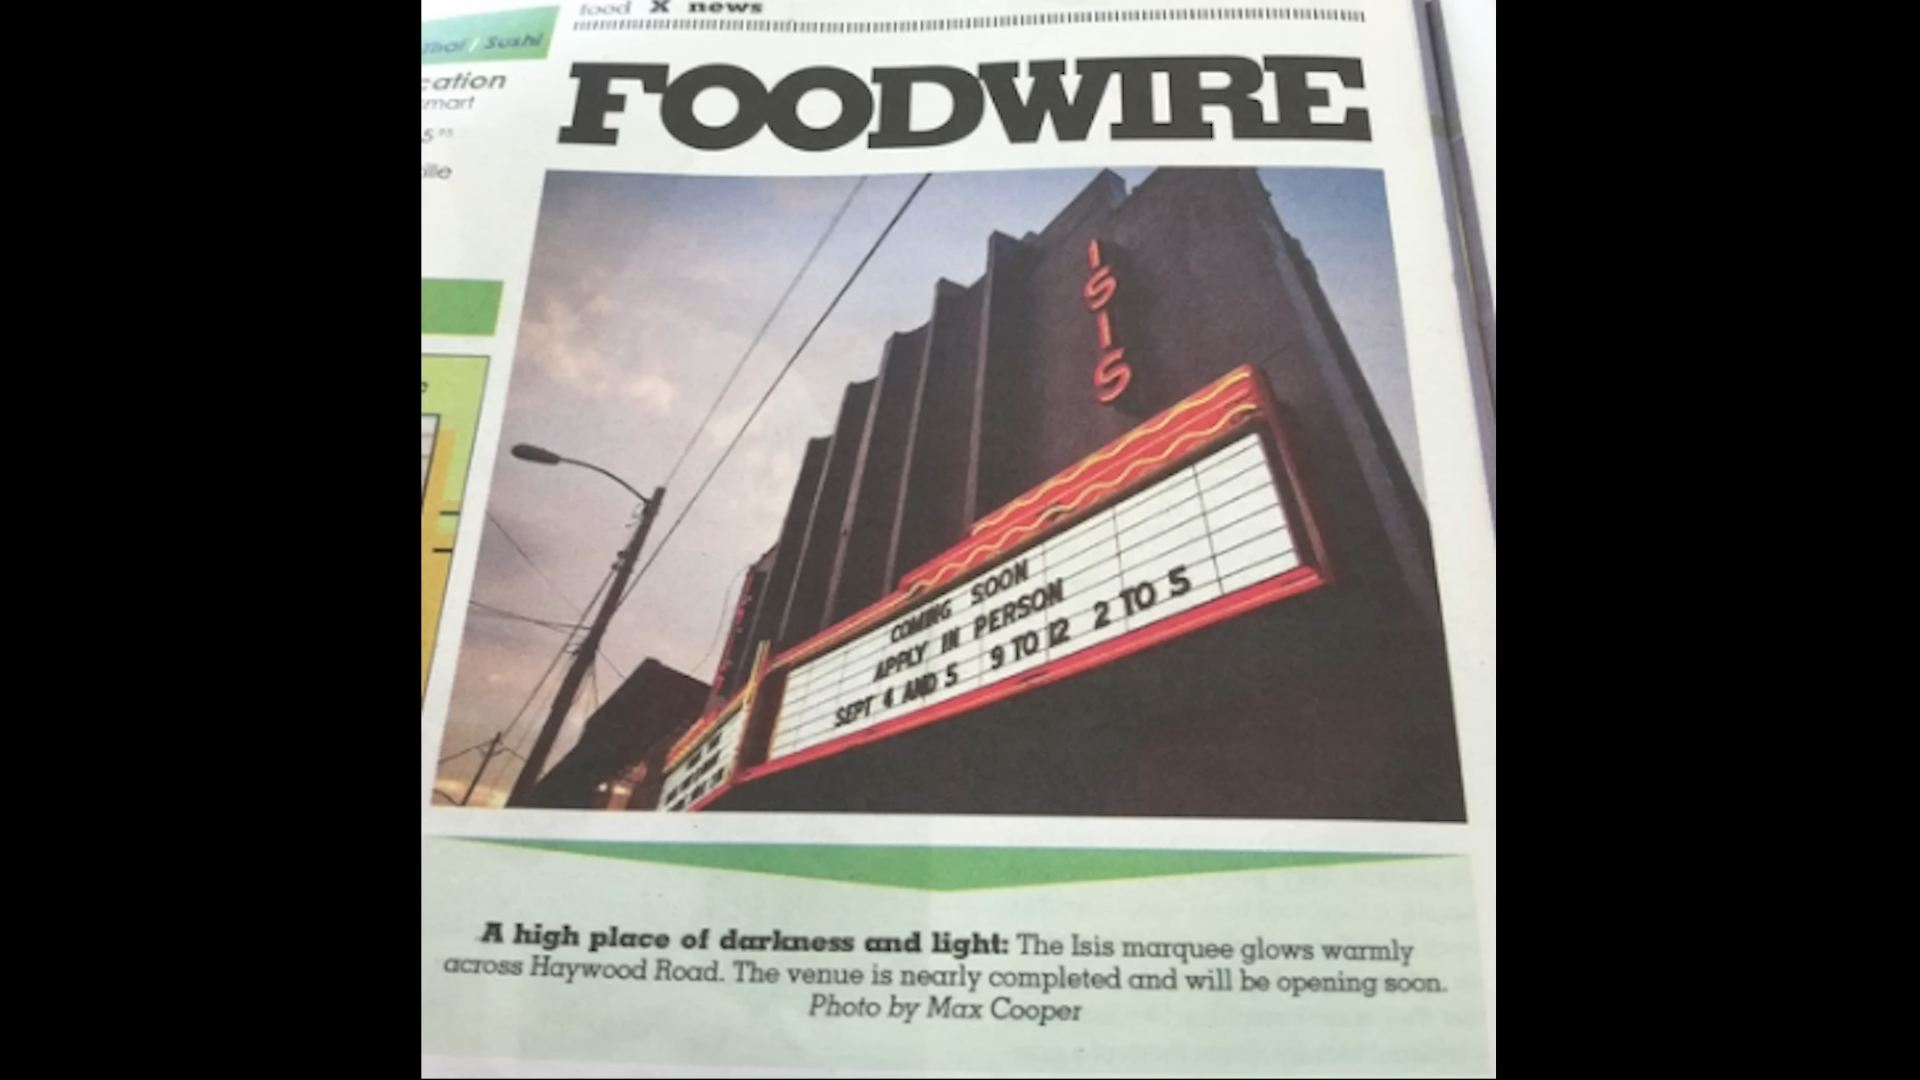 food X news
Thai / Sushi
FOODWIRE
ISIS
COMING SOON
APPLY IN PERSON
SEPT 4 AND 5 9 TO 12 2 TO 5
A high place of darkness and light: The Isis marquee glows warmly
across Haywood Road. The venue is nearly completed and will be opening soon.
Photo by Max Cooper